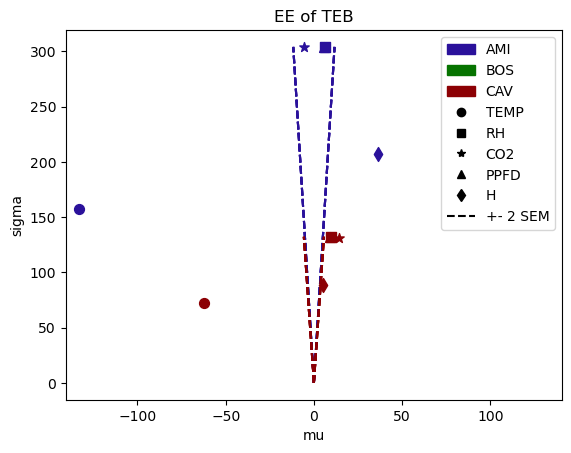 EE of TEB
300
250
200
150
100
50
0
sigma
−100
−50
0
50
100
mu
AMI
BOS
CAV
TEMP
RH
CO2
PPFD
H
+- 2 SEM